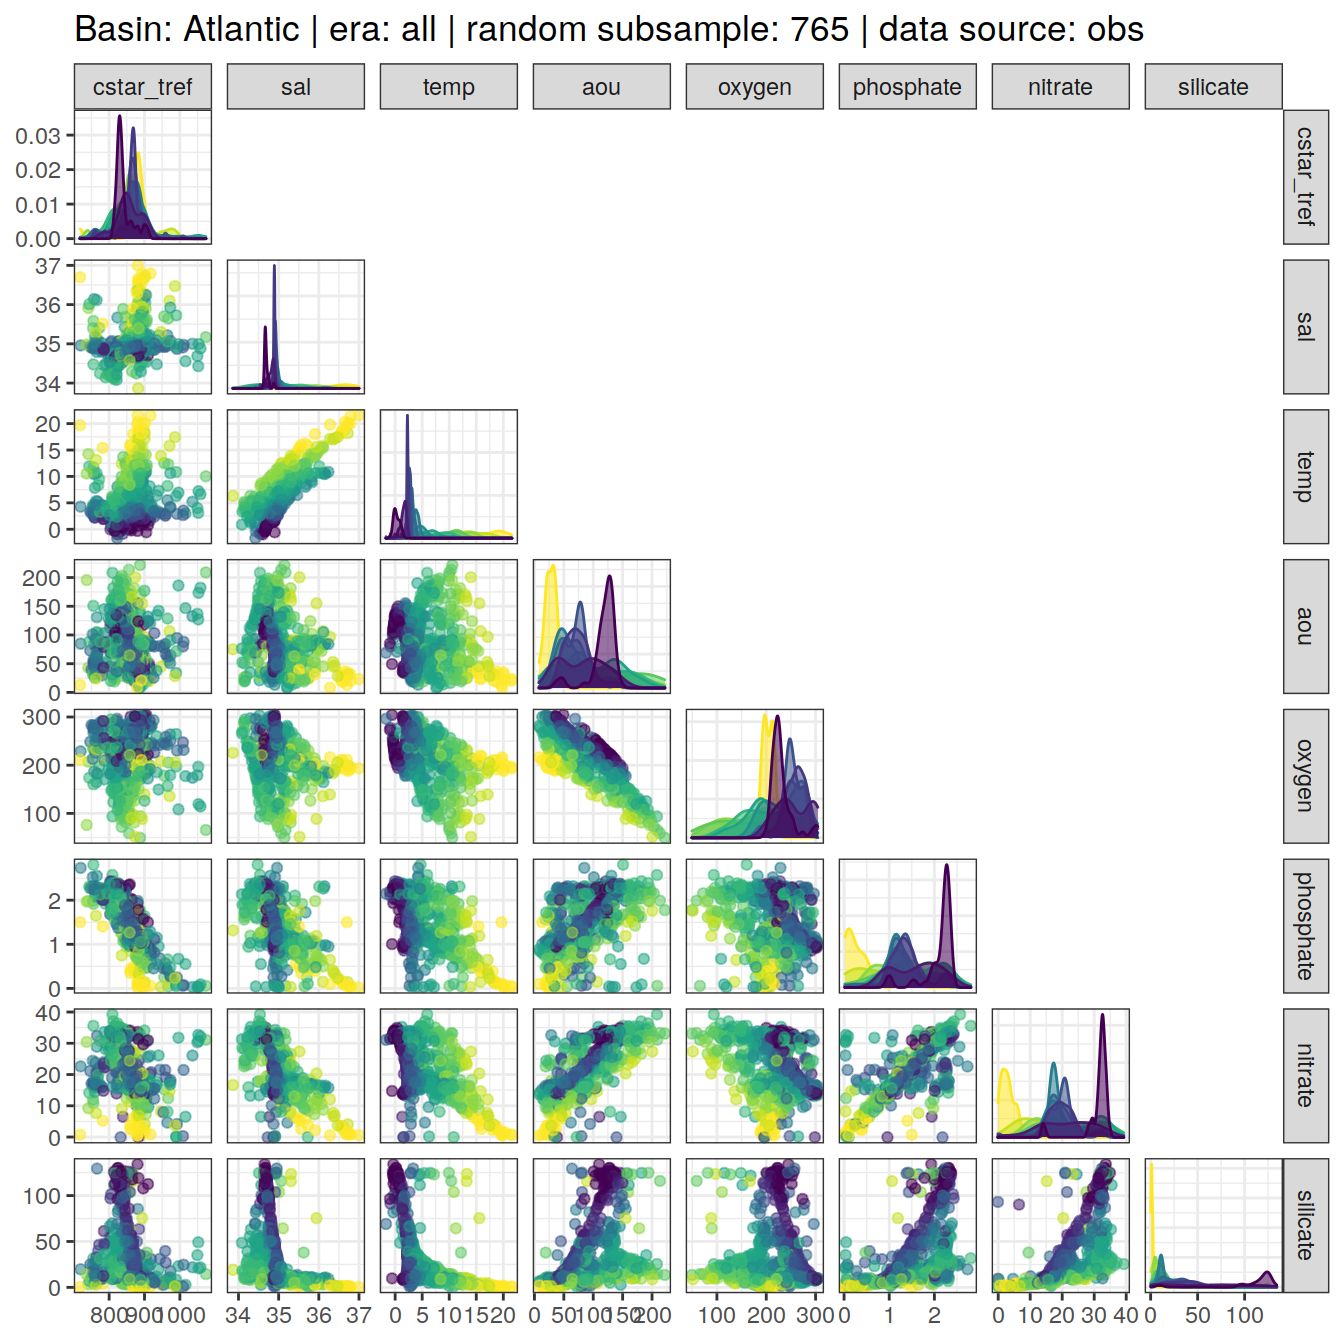 Basin: Atlantic | era: all | random subsample: 765 | data source: obs
cstar_tref sal temp aou oxygen phosphate nitrate silicate
0.03
0.02
0.01
0.00
cstar_tref
37
36
35
34
sal
20
15
10
5
0
temp
200
150
100
50
0
aou
300
200
100
oxygen
2
1
0
phosphate
40
30
20
10
0
nitrate
100
50
0
silicate
800 900 1000 34 35 36 37 0 5 10 15 20 0 50 100 150 200 100 200 300 0 1 2 0 10 20 30 40 0 50 100